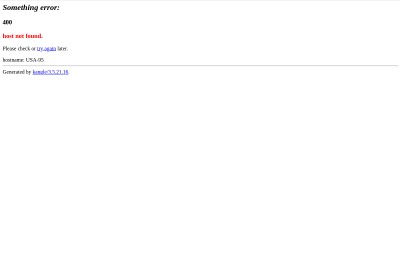 Something error:
400
host not found.
Please check or try again later.
hostname: USA-95
Generated by kangle/3.5.21.16.